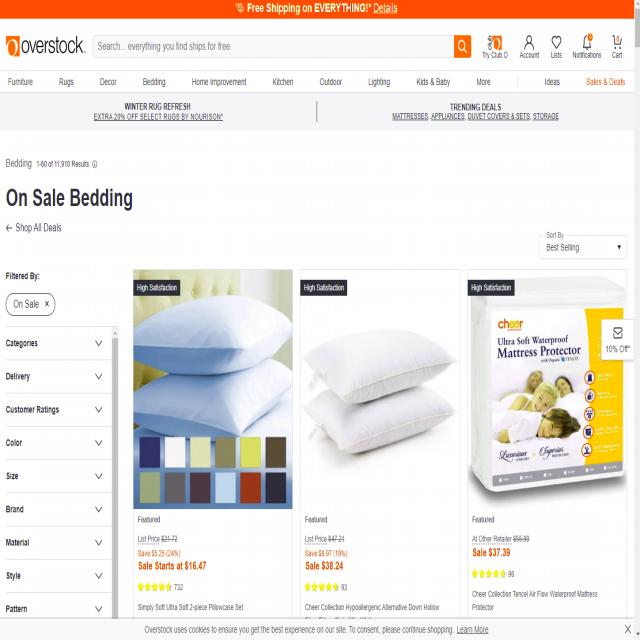 Free Shipping on EVERYTHING!* Details
overstock.
Search... everything you find ships for free
Try Club O
Account
Lists
Notifications
Cart
Furniture
Rugs
Decor
Bedding
Home Improvement
Kitchen
Outdoor
Lighting
Kids & Baby
More
Ideas
Sales & Deals
WINTER RUG REFRESH
EXTRA 20% OFF SELECT RUGS BY NOURISON*
TRENDING DEALS
MATTRESSES, APPLIANCES, DUVET COVERS & SETS, STORAGE
Bedding 1-60 of 11,910 Results
On Sale Bedding
Shop All Deals
Sort By
Best Selling
Filtered By:
On Sale ×
Categories
Delivery
Customer Ratings
Color
Size
Brand
Material
Style
Pattern
High Satisfaction
Featured
List Price $21.72
Save $5.25 (24%)
Sale Starts at $16.47
732
Simply Soft Ultra Soft 2-piece Pillowcase Set
High Satisfaction
Featured
List Price $47.21
Save $8.97 (19%)
Sale $38.24
93
Cheer Collection Hypoallergenic Alternative Down Hollow
High Satisfaction
cheer
Ultra Soft Waterproof
Mattress Protector
with Organic TENCEL
Luxurious
Superior
Featured
At Other Retailer
Sale $37.39
96
Cheer Collection Tencel Air Flow Waterproof Mattress
Protector
10% Off*
Overstock uses cookies to ensure you get the best experience on our site. To consent, please continue shopping. Learn More
X